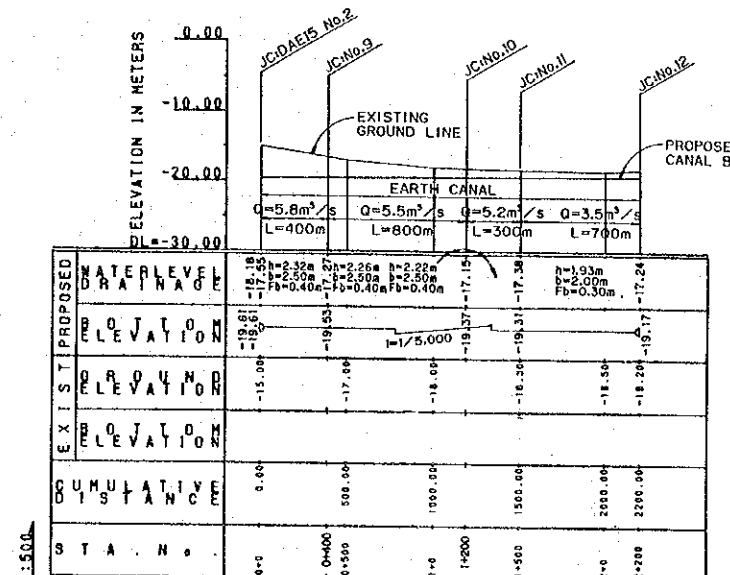 ELEVATION IN METERS
0.00
-10.00
-20.00
DL=-30.00
JC:DAE15 No.2
JC:No.9
JC:No.10
JC:No.11
JC:No.12
EXISTING
GROUND LINE
PROPOSE
CANAL B
EARTH CANAL
Q=5.8m³/s Q=5.5m³/s Q=5.2m³/s Q=3.5m³/s
L=400m L=800m L=300m L=700m
PROPOSED
WATERLEVEL
DRAINAGE
-18.18
-17.55
h=2.32m
b=2.50m
Fb=0.40m
-17.27
h=2.26m
b=2.50m
Fb=0.40m
h=2.22m
b=2.50m
Fb=0.40m
-17.15
-17.38
h=1.93m
b=2.00m
Fb=0.30m
-17.24
BOTTOM
ELEVATION
-19.81
-19.61
-19.53
I=1/5,000
-19.37
-19.31
-19.17
EXIST
GROUND
ELEVATION
-15.00
-17.00
-18.00
-18.50
-18.20
BOTTOM
ELEVATION
CUMULATIVE
DISTANCE
0.00
500.00
1000.00
1500.00
2000.00
2200.00
STA. No.
0+0
0+400
0+500
1+0
1+200
+500
+0
+200
:500